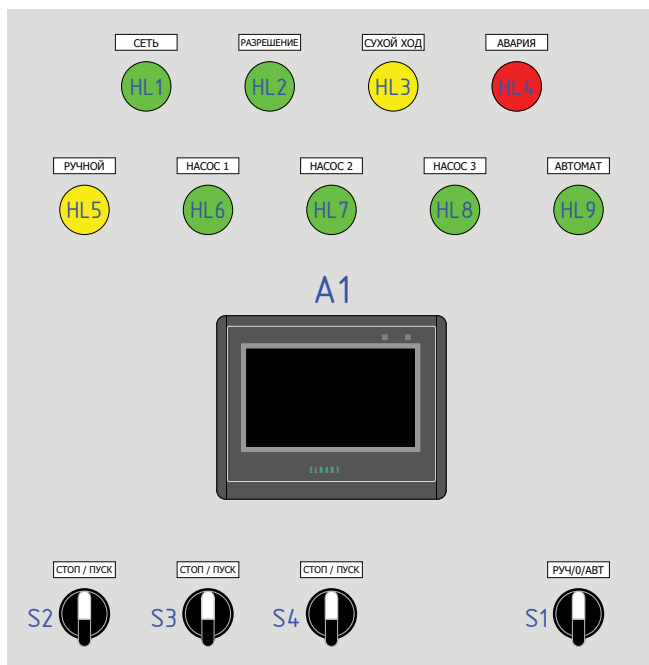 СЕТЬ РАЗРЕШЕНИЕ СУХОЙ ХОД АВАРИЯ
HL1 HL2 HL3 HL4
РУЧНОЙ НАСОС 1 НАСОС 2 НАСОС 3 АВТОМАТ
HL5 HL6 HL7 HL8 HL9
A1
ELHART
СТОП / ПУСК СТОП / ПУСК СТОП / ПУСК РУЧ/0/АВТ
S2 S3 S4 S1